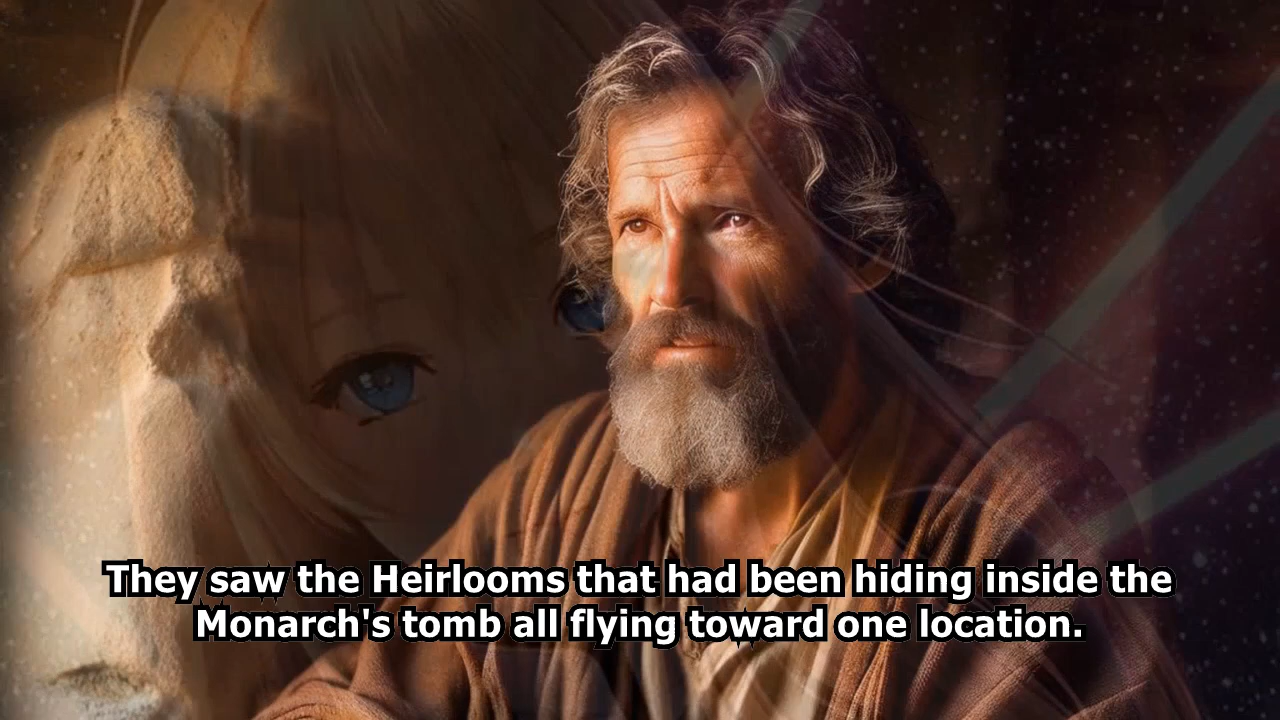 They saw the Heirlooms that had been hiding inside the
Monarch's tomb all flying toward one location.